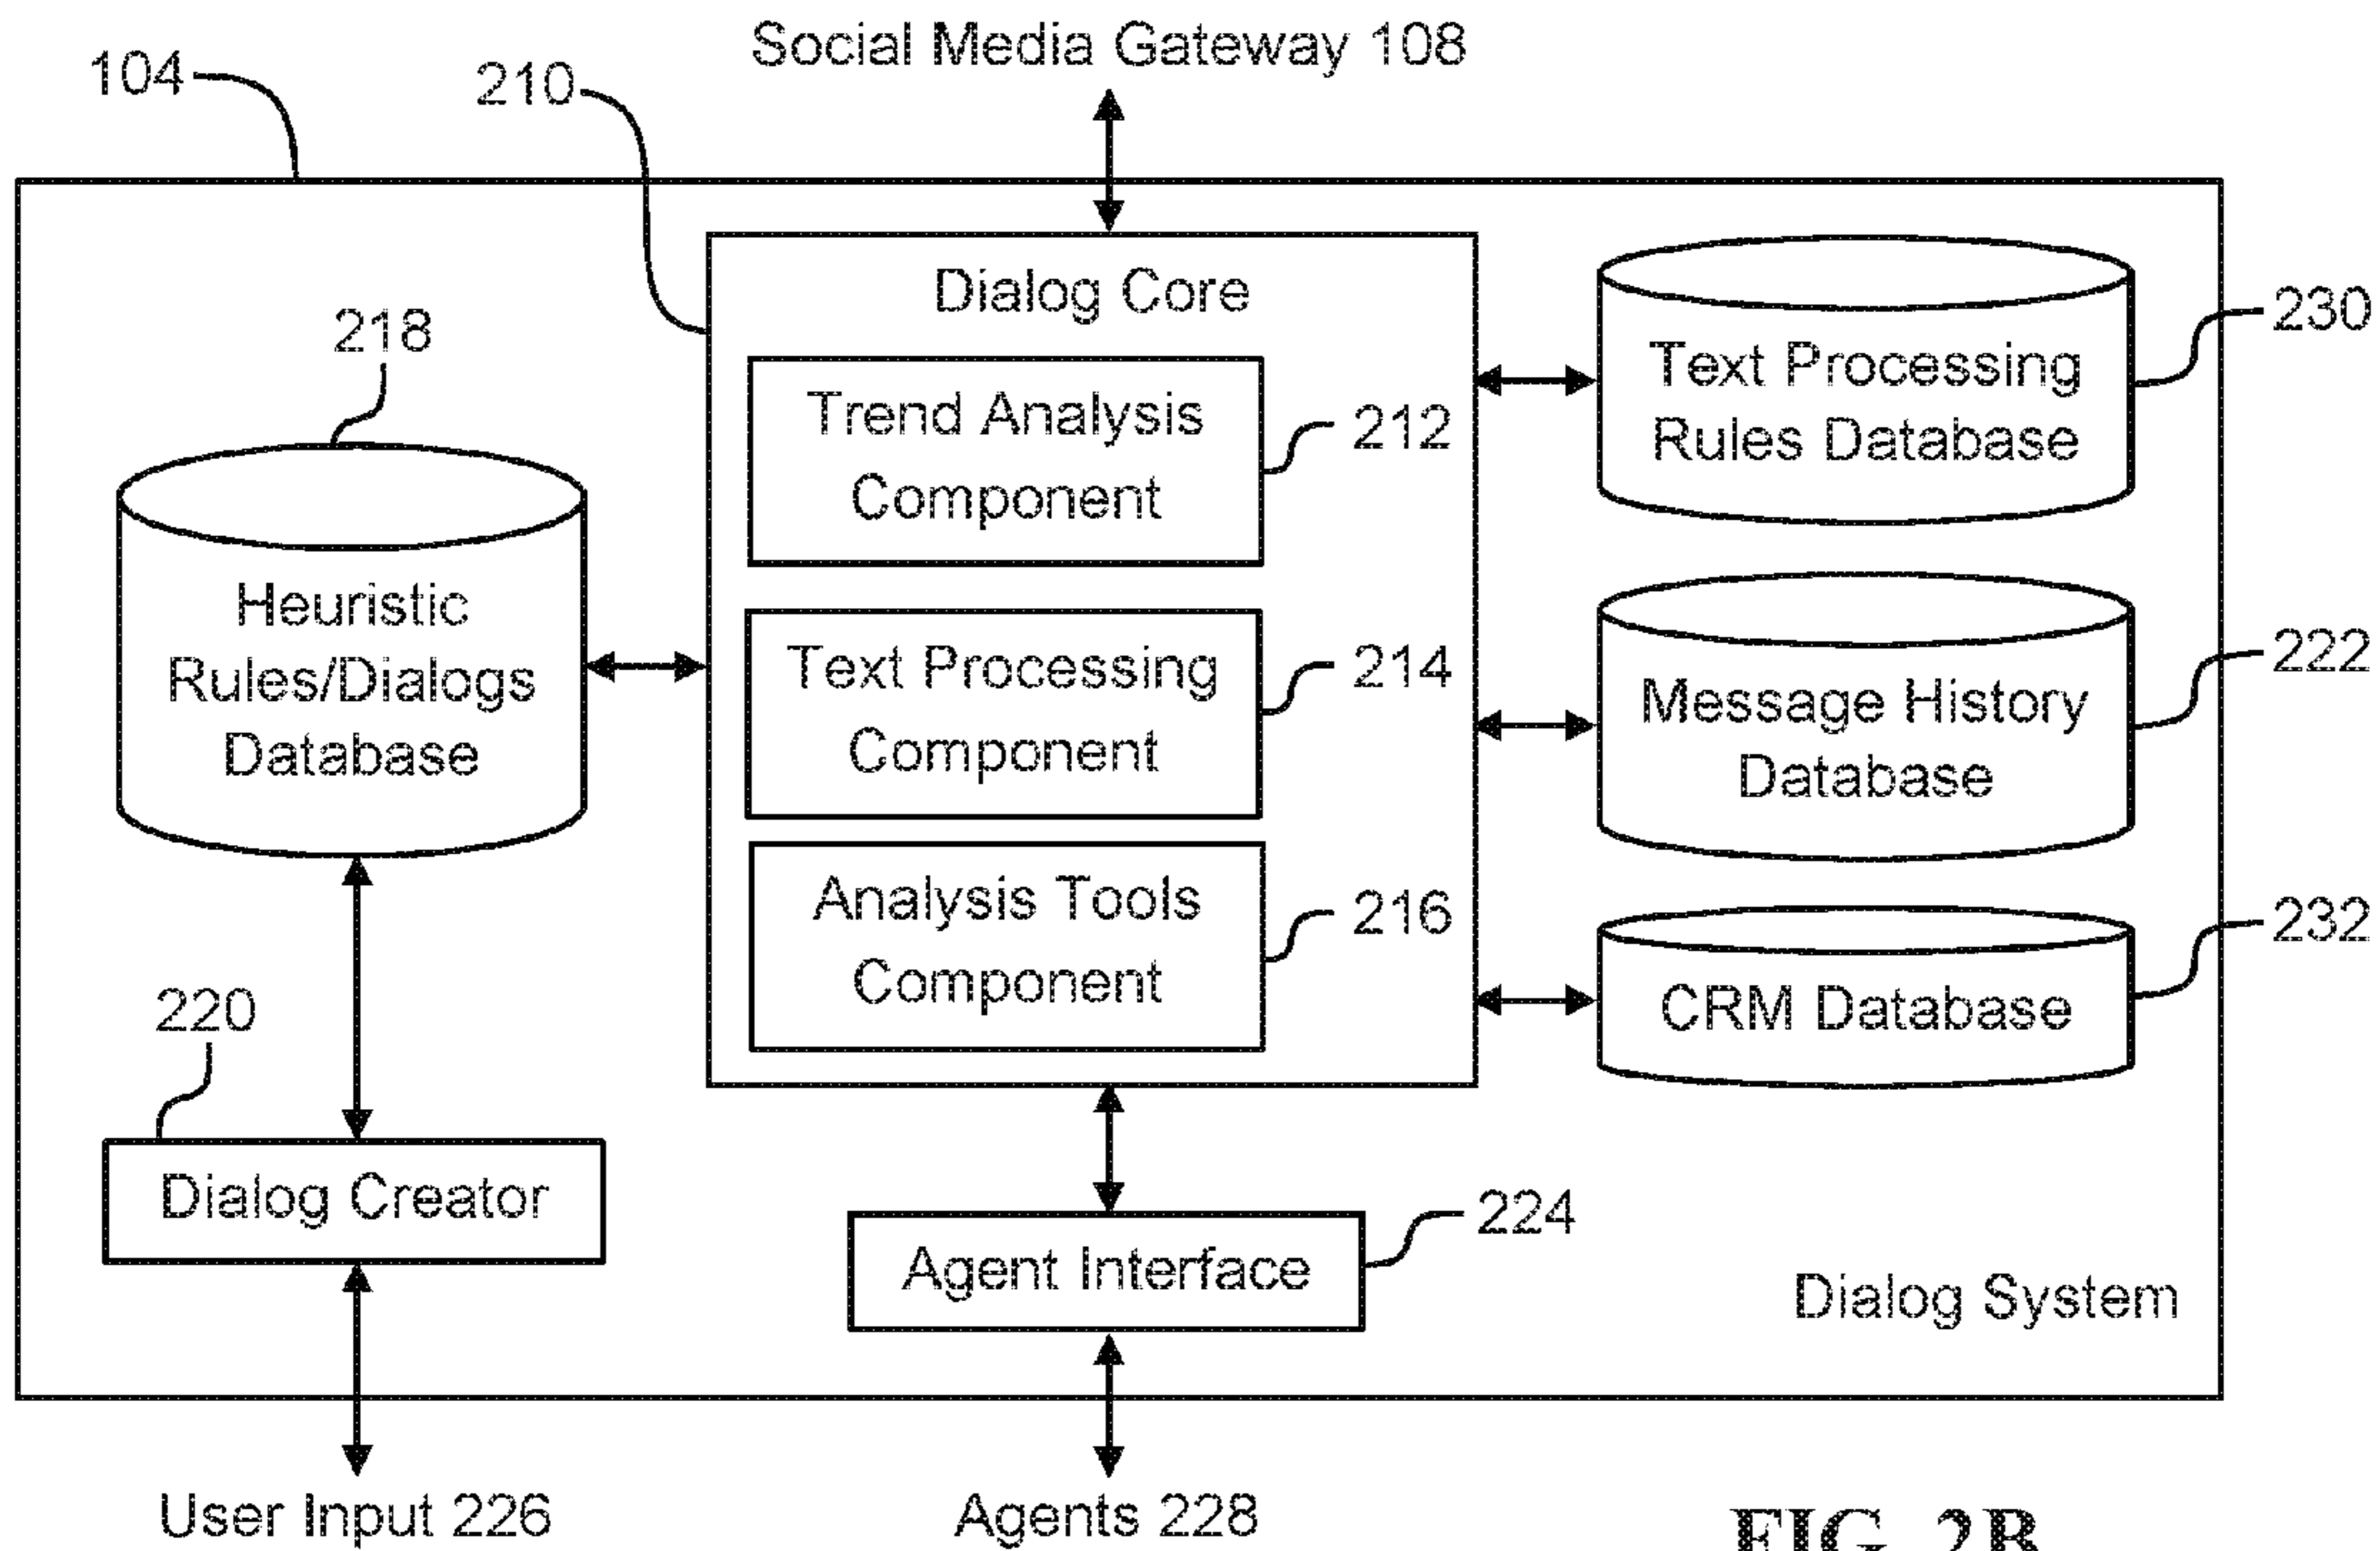 Social Media Gateway 108
104
210
Dialog Core
230
Text Processing
Rules Database
218
Trend Analysis
Component
212
Heuristic
Rules/Dialogs
Database
Text Processing
Component
214
222
Message History
Database
Analysis Tools
Component
216
232
CRM Database
220
Dialog Creator
224
Agent Interface
Dialog System
User Input 226
Agents 228
FIG. 2B